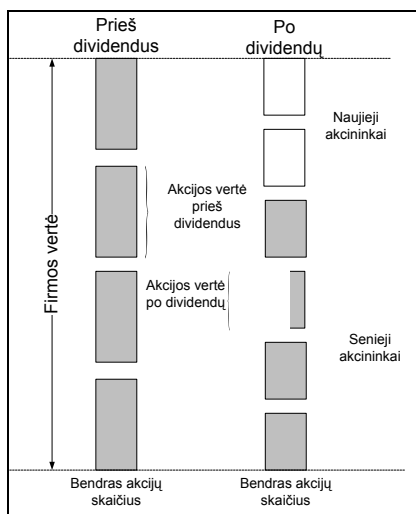 Prieš
dividendus
Po
dividendų
Naujieji
akcininkai
Akcijos vertė
prieš
dividendus
Firmos vertė
Akcijos vertė
po dividendų
Senieji
akcininkai
Bendras akcijų
skaičius
Bendras akcijų
skaičius